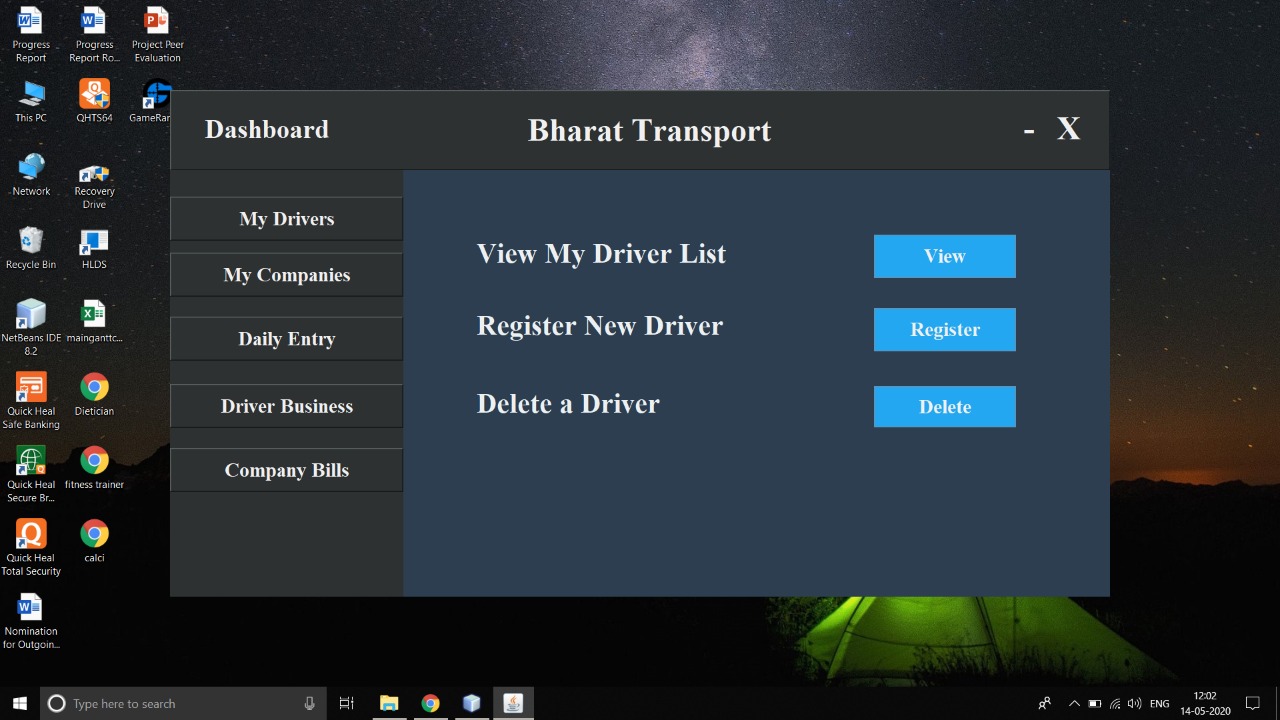 Progress
Report
Progress
Report Ro...
Project Peer
Evaluation
This PC
QHTS64
GameRan
Network
Recovery
Drive
Recycle Bin
HLDS
NetBeans IDE
8.2
mainganttc...
Quick Heal
Safe Banking
Dietician
Quick Heal
Secure Br...
fitness trainer
Quick Heal
Total Security
calci
Nomination
for Outgoin...
Dashboard
Bharat Transport
- X
My Drivers
My Companies
Daily Entry
Driver Business
Company Bills
View My Driver List
View
Register New Driver
Register
Delete a Driver
Delete
Type here to search
ENG
12:02
14-05-2020